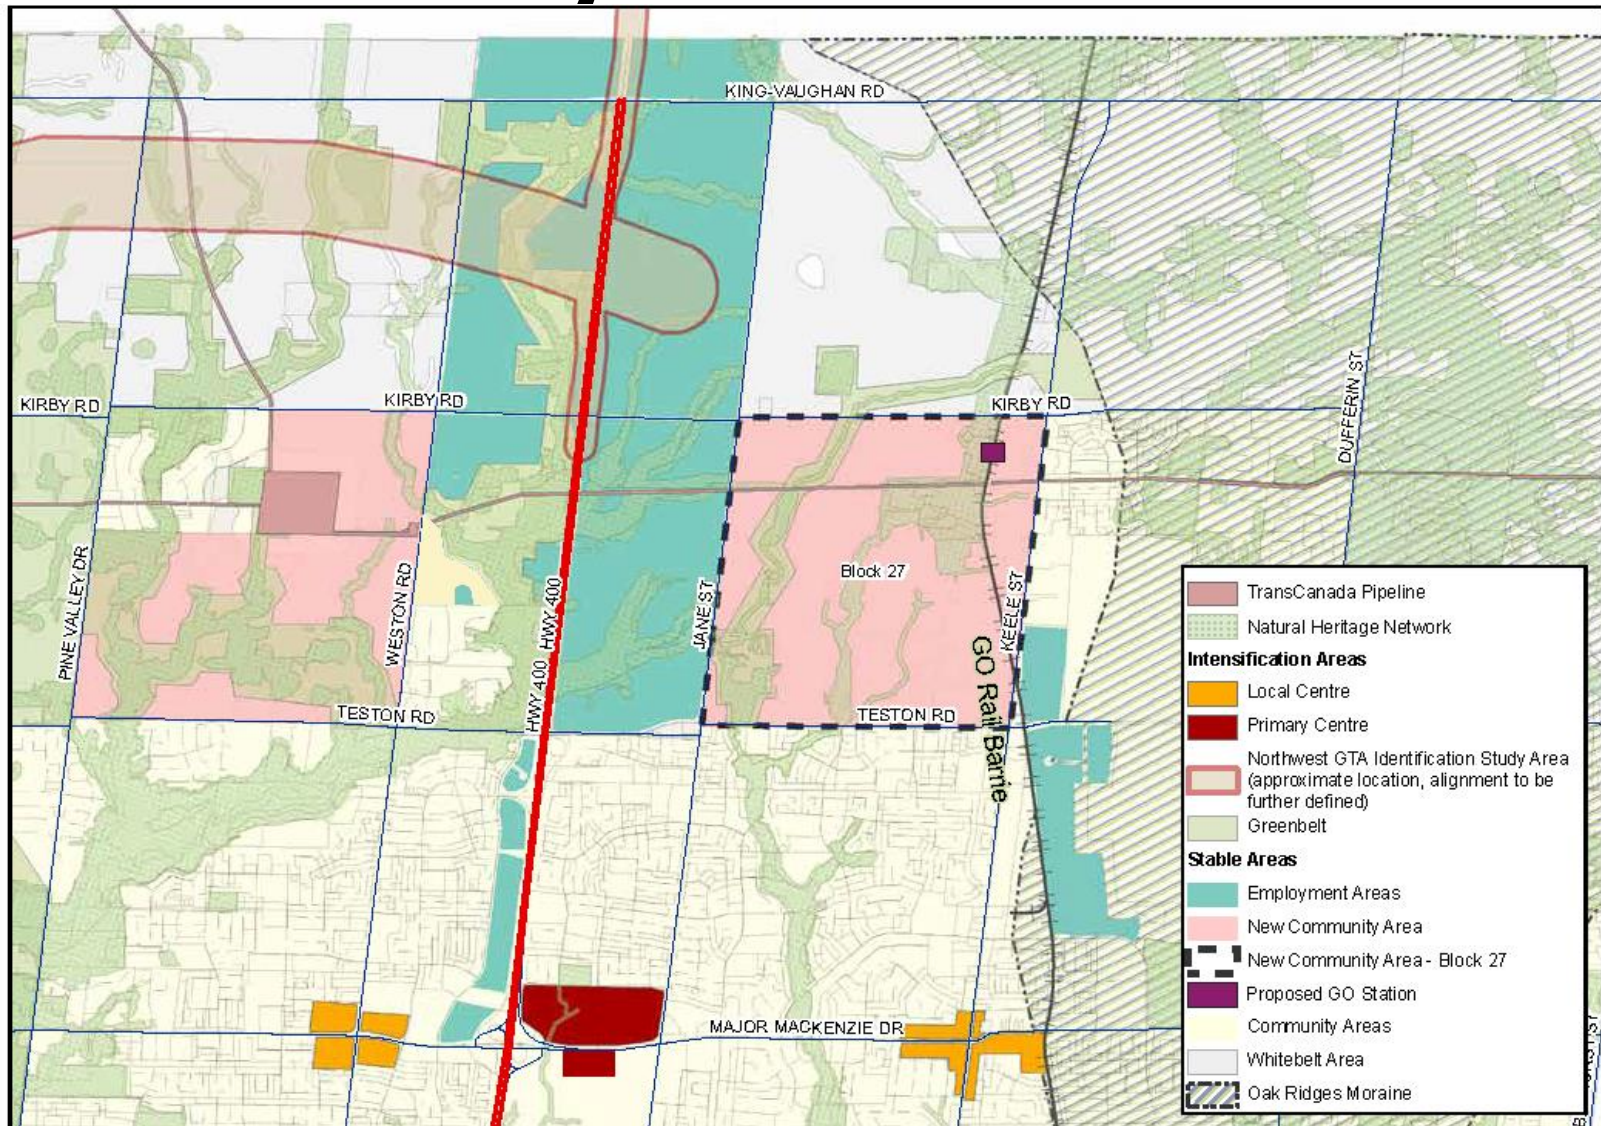 KING-VAUGHAN RD
KIRBY RD
KIRBY RD
KIRBY RD
DUFFERIN ST
PINE VALLEY DR
WESTON RD
HWY 400
HWY 400
JANE ST
Block 27
KEELE ST
GO Rail Barrie
TESTON RD
TESTON RD
MAJOR MACKENZIE DR
TransCanada Pipeline
Natural Heritage Network
Intensification Areas
Local Centre
Primary Centre
Northwest GTA Identification Study Area
(approximate location, alignment to be
further defined)
Greenbelt
Stable Areas
Employment Areas
New Community Area
New Community Area - Block 27
Proposed GO Station
Community Areas
Whitebelt Area
Oak Ridges Moraine